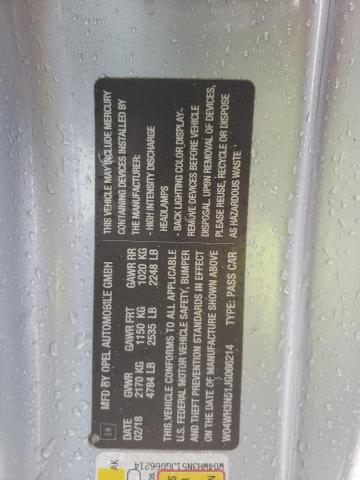 MFD BY OPEL AUTOMOBILE GMBH
DATE GVWR GAWR FRT GAWR RR
02/18 2170 KG 1150 KG 1020 KG
4784 LB 2535 LB 2248 LB
THIS VEHICLE CONFORMS TO ALL APPLICABLE
U.S. FEDERAL MOTOR VEHICLE SAFETY, BUMPER
AND THEFT PREVENTION STANDARDS IN EFFECT
ON THE DATE OF MANUFACTURE SHOWN ABOVE
W04WH3N51JG066214 TYPE: PASS CAR
THIS VEHICLE MAY INCLUDE MERCURY
CONTAINING DEVICES INSTALLED BY
THE MANUFACTURER:
- HIGH INTENSITY DISCHARGE
HEADLAMPS
- BACK LIGHTING COLOR DISPLAY.
REMOVE DEVICES BEFORE VEHICLE
DISPOSAL. UPON REMOVAL OF DEVICES,
PLEASE REUSE, RECYCLE OR DISPOSE
AS HAZARDOUS WASTE
GM
AK
W04WH3N51JG066214